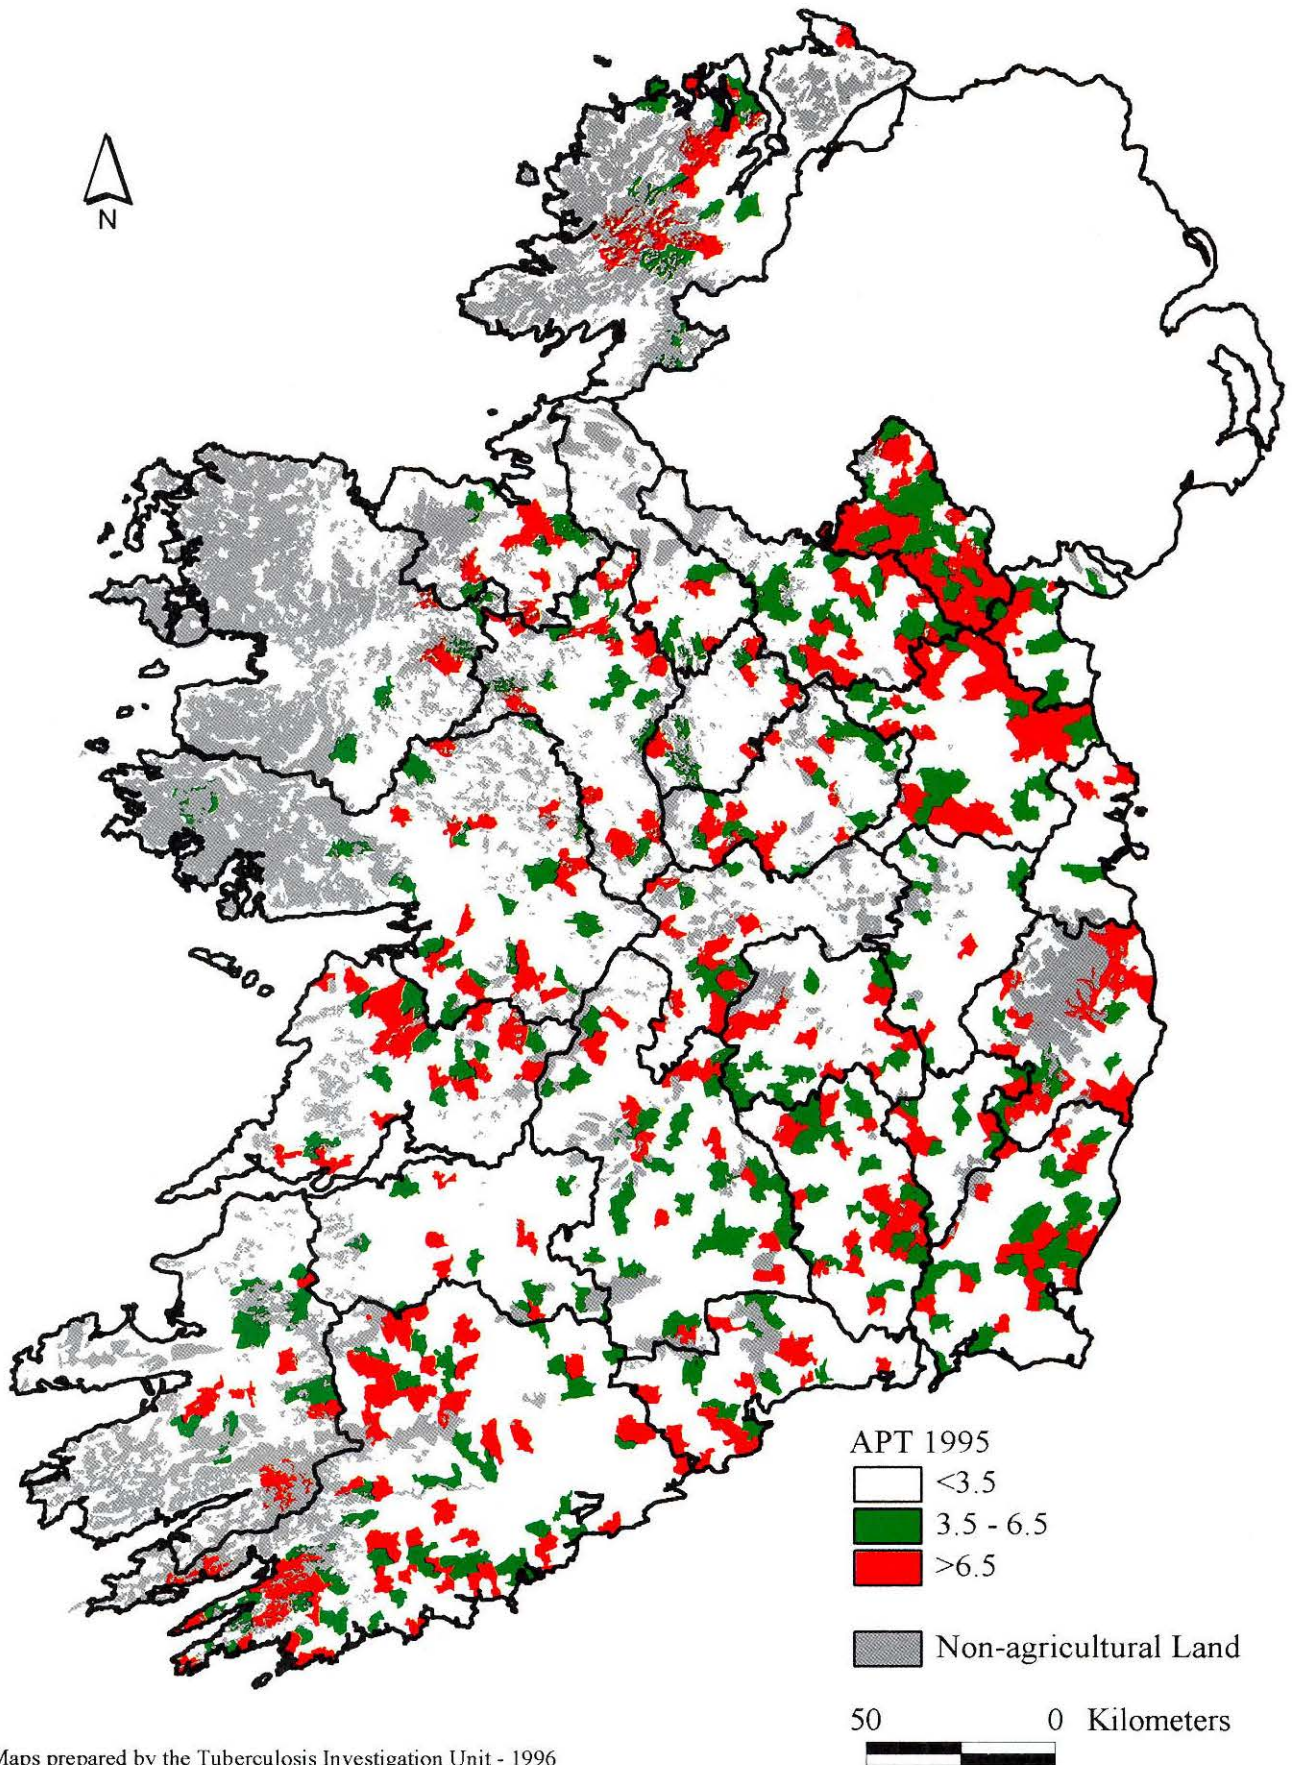 N
APT 1995
<3.5
3.5 - 6.5
>6.5
Non-agricultural Land
50 0 Kilometers
Maps prepared by the Tuberculosis Investigation Unit - 1996